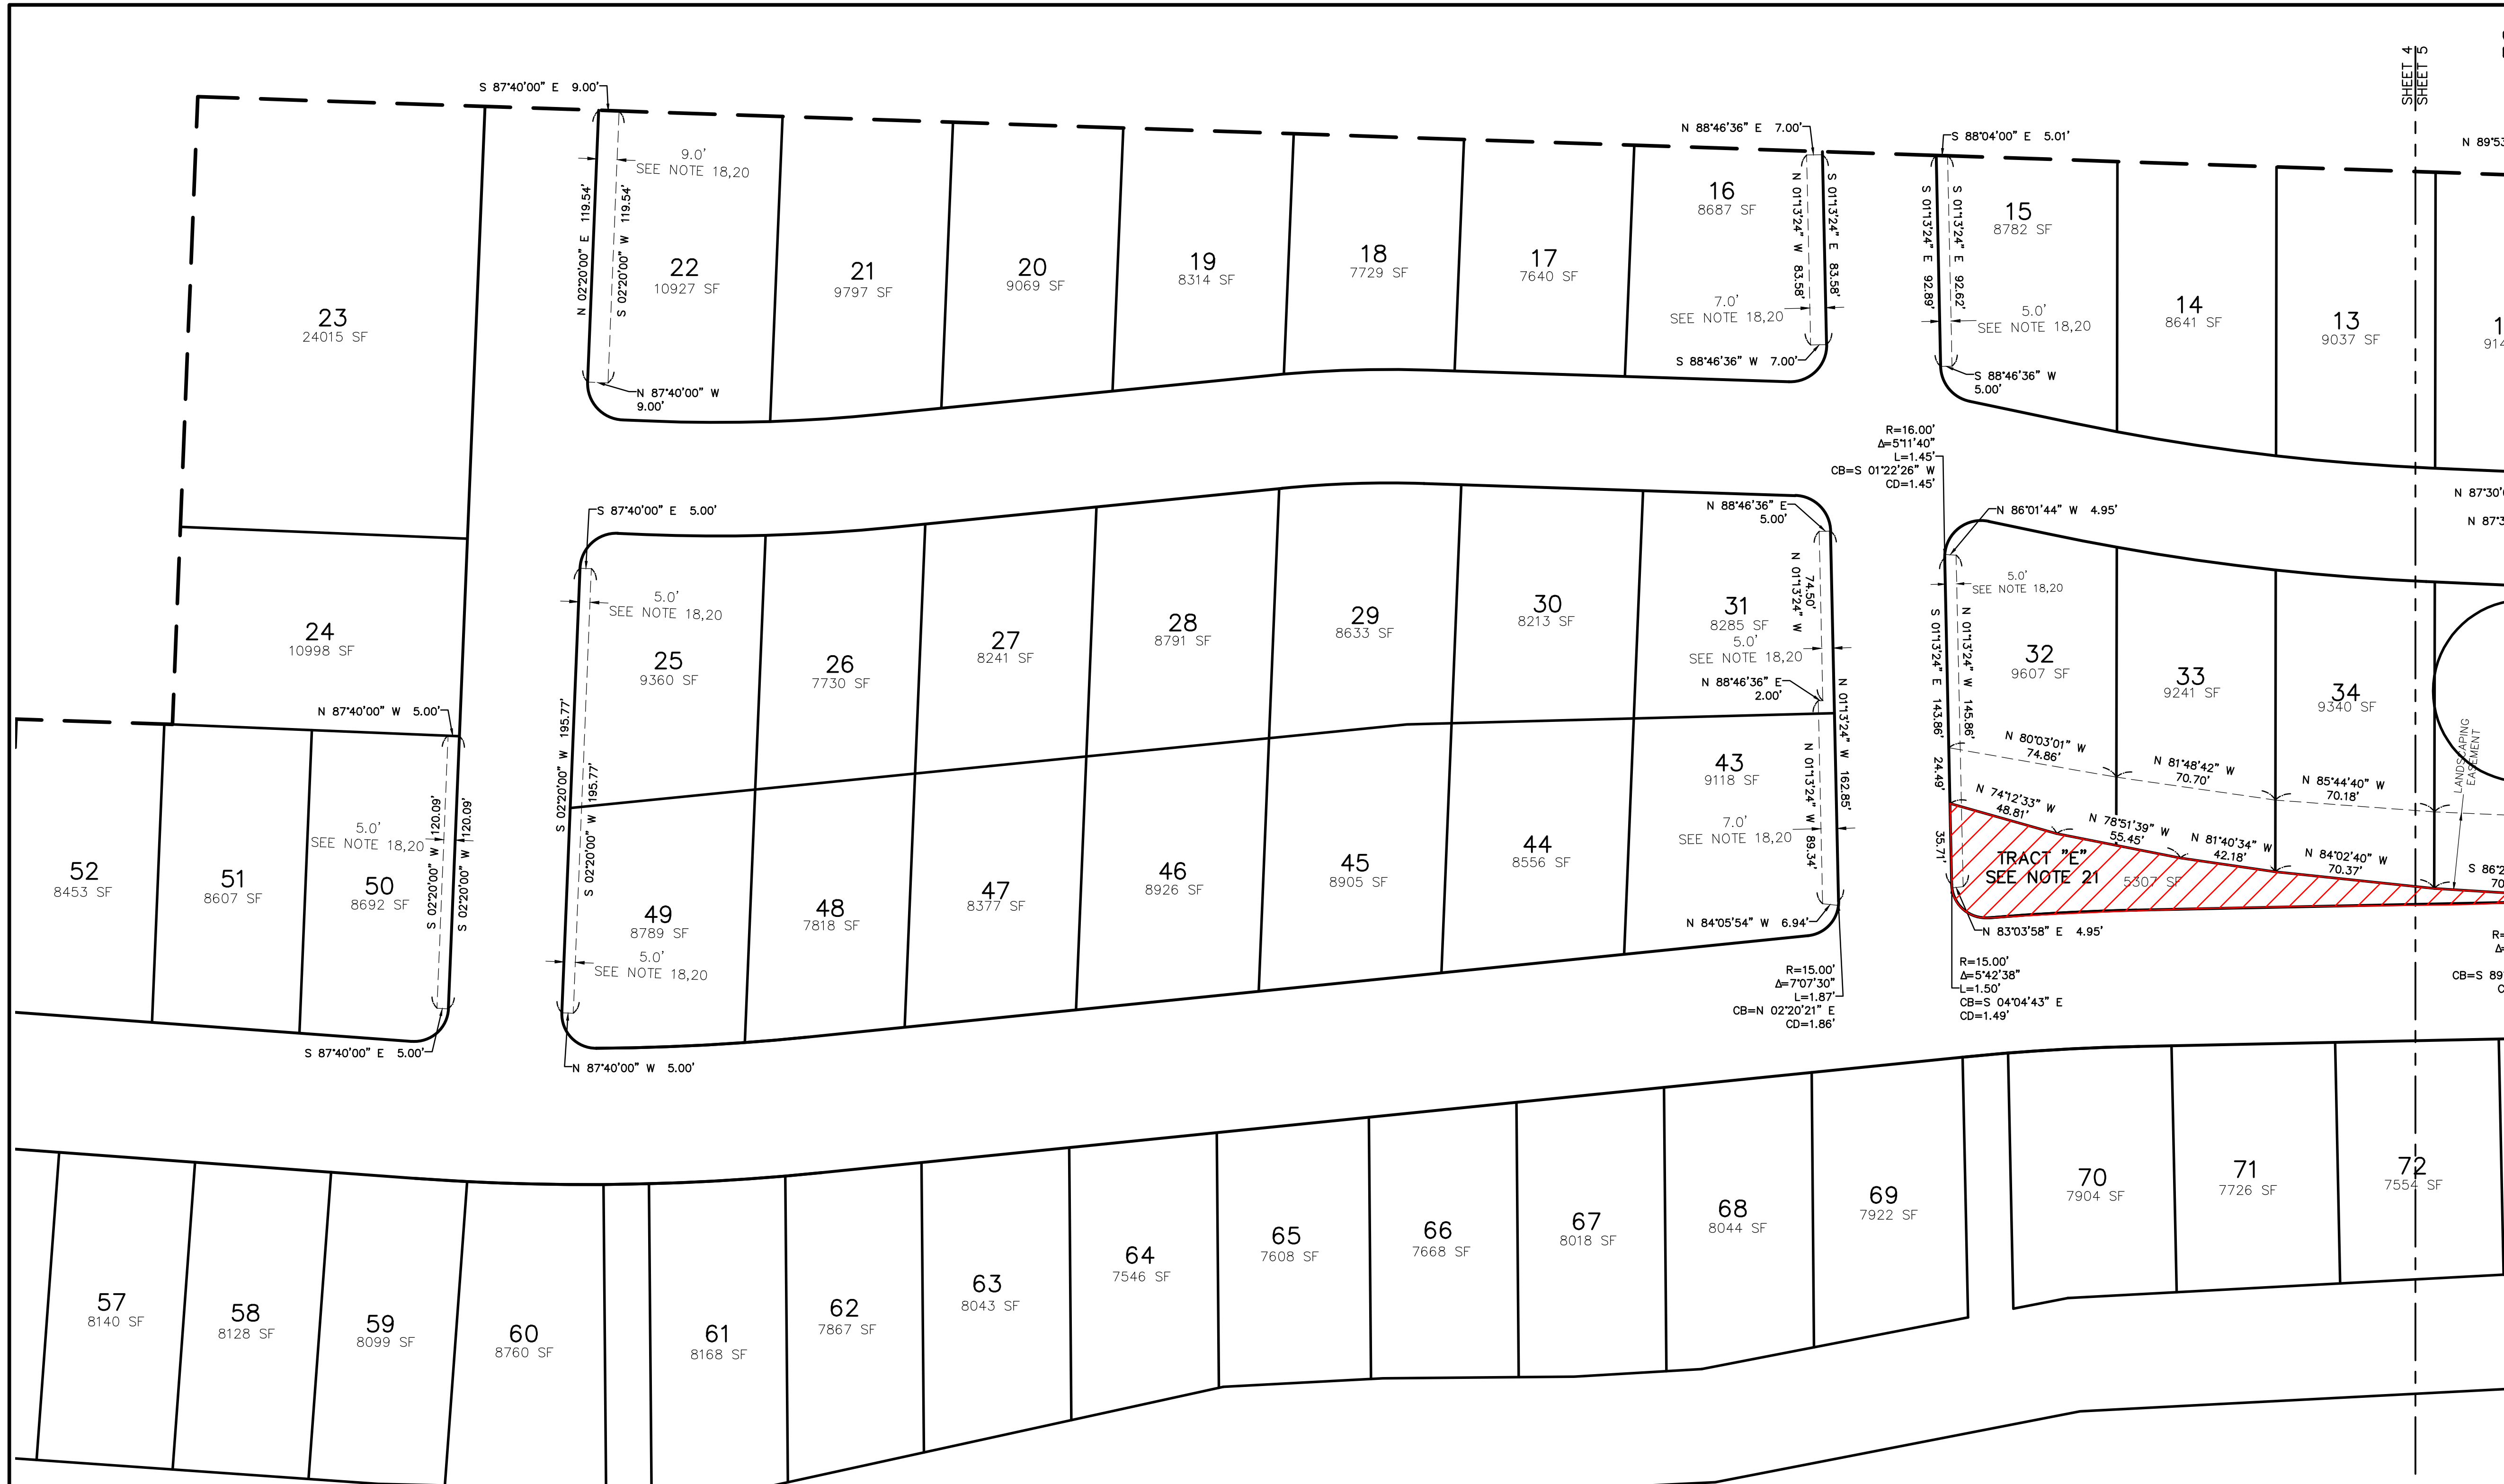 SHEET 4
SHEET 5
S 87°40'00" E 9.00'
N 88°46'36" E 7.00'
S 88°04'00" E 5.01'
9.0'
SEE NOTE 18,20
N 02°20'00" E 119.54'
S 02°20'00" W 119.54'
22
10927 SF
21
9797 SF
20
9069 SF
19
8314 SF
18
7729 SF
17
7640 SF
16
8687 SF
N 01°13'24" W 83.58'
S 01°13'24" E 83.58'
7.0'
SEE NOTE 18,20
S 88°46'36" W 7.00'
S 01°13'24" E 92.89'
S 01°13'24" E 92.62'
15
8782 SF
5.0'
SEE NOTE 18,20
S 88°46'36" W
5.00'
14
8641 SF
13
9037 SF
23
24015 SF
N 87°40'00" W
9.00'
R=16.00'
Δ=5°11'40"
L=1.45'
CB=S 01°22'26" W
CD=1.45'
S 87°40'00" E 5.00'
N 88°46'36" E
5.00'
N 86°01'44" W 4.95'
24
10998 SF
5.0'
SEE NOTE 18,20
25
9360 SF
26
7730 SF
27
8241 SF
28
8791 SF
29
8633 SF
30
8213 SF
31
8285 SF
5.0'
SEE NOTE 18,20
N 01°13'24" W
74.50'
N 88°46'36" E
2.00'
N 01°13'24" W 162.85'
5.0'
SEE NOTE 18,20
S 01°13'24" E 143.86'
N 01°13'24" W 145.86'
32
9607 SF
33
9241 SF
34
9340 SF
LANDSCAPING
EASEMENT
N 80°03'01" W
74.86'
N 81°48'42" W
70.70'
N 85°44'40" W
70.18'
24.49'
N 74°12'33" W
48.81'
N 78°51'39" W
55.45'
N 81°40'34" W
42.18'
N 84°02'40" W
70.37'
35.71'
TRACT "E"
SEE NOTE 21
5307 SF
N 83°03'58" E 4.95'
R=15.00'
Δ=5°42'38"
L=1.50'
CB=S 04°04'43" E
CD=1.49'
N 87°40'00" W 5.00'
52
8453 SF
51
8607 SF
5.0'
SEE NOTE 18,20
50
8692 SF
S 02°20'00" W 120.09'
S 02°20'00" W 120.09'
S 87°40'00" E 5.00'
S 02°20'00" W 195.77'
S 02°20'00" W 195.77'
49
8789 SF
5.0'
SEE NOTE 18,20
N 87°40'00" W 5.00'
48
7818 SF
47
8377 SF
46
8926 SF
45
8905 SF
44
8556 SF
43
9118 SF
7.0'
SEE NOTE 18,20
N 01°13'24" W 89.34'
N 84°05'54" W 6.94'
R=15.00'
Δ=7°07'30"
L=1.87'
CB=N 02°20'21" E
CD=1.86'
57
8140 SF
58
8128 SF
59
8099 SF
60
8760 SF
61
8168 SF
62
7867 SF
63
8043 SF
64
7546 SF
65
7608 SF
66
7668 SF
67
8018 SF
68
8044 SF
69
7922 SF
70
7904 SF
71
7726 SF
72
7554 SF